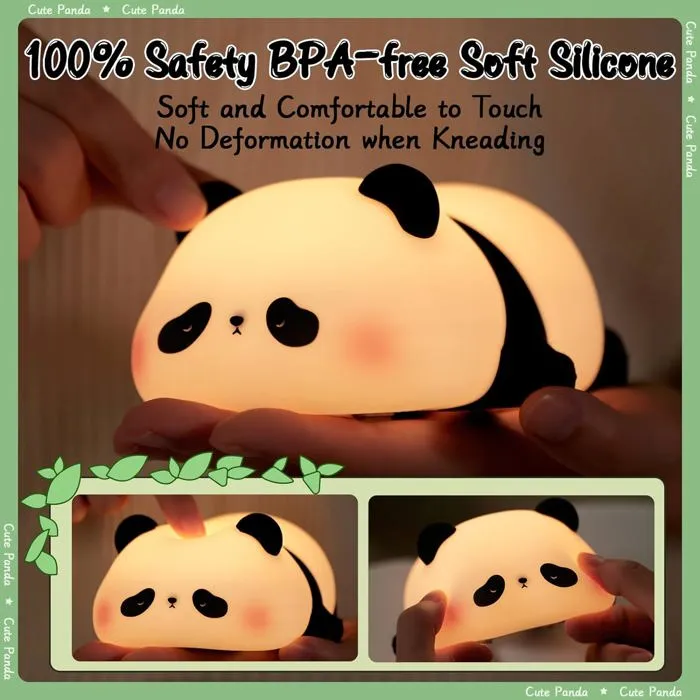 Cute Panda ★ Cute Panda
100% Safety BPA-free Soft Silicone
Soft and Comfortable to Touch
No Deformation when Kneading
Cute Panda ★ Cute Panda
Cute Panda ★ Cute Panda
Cute Panda ★ Cute Panda